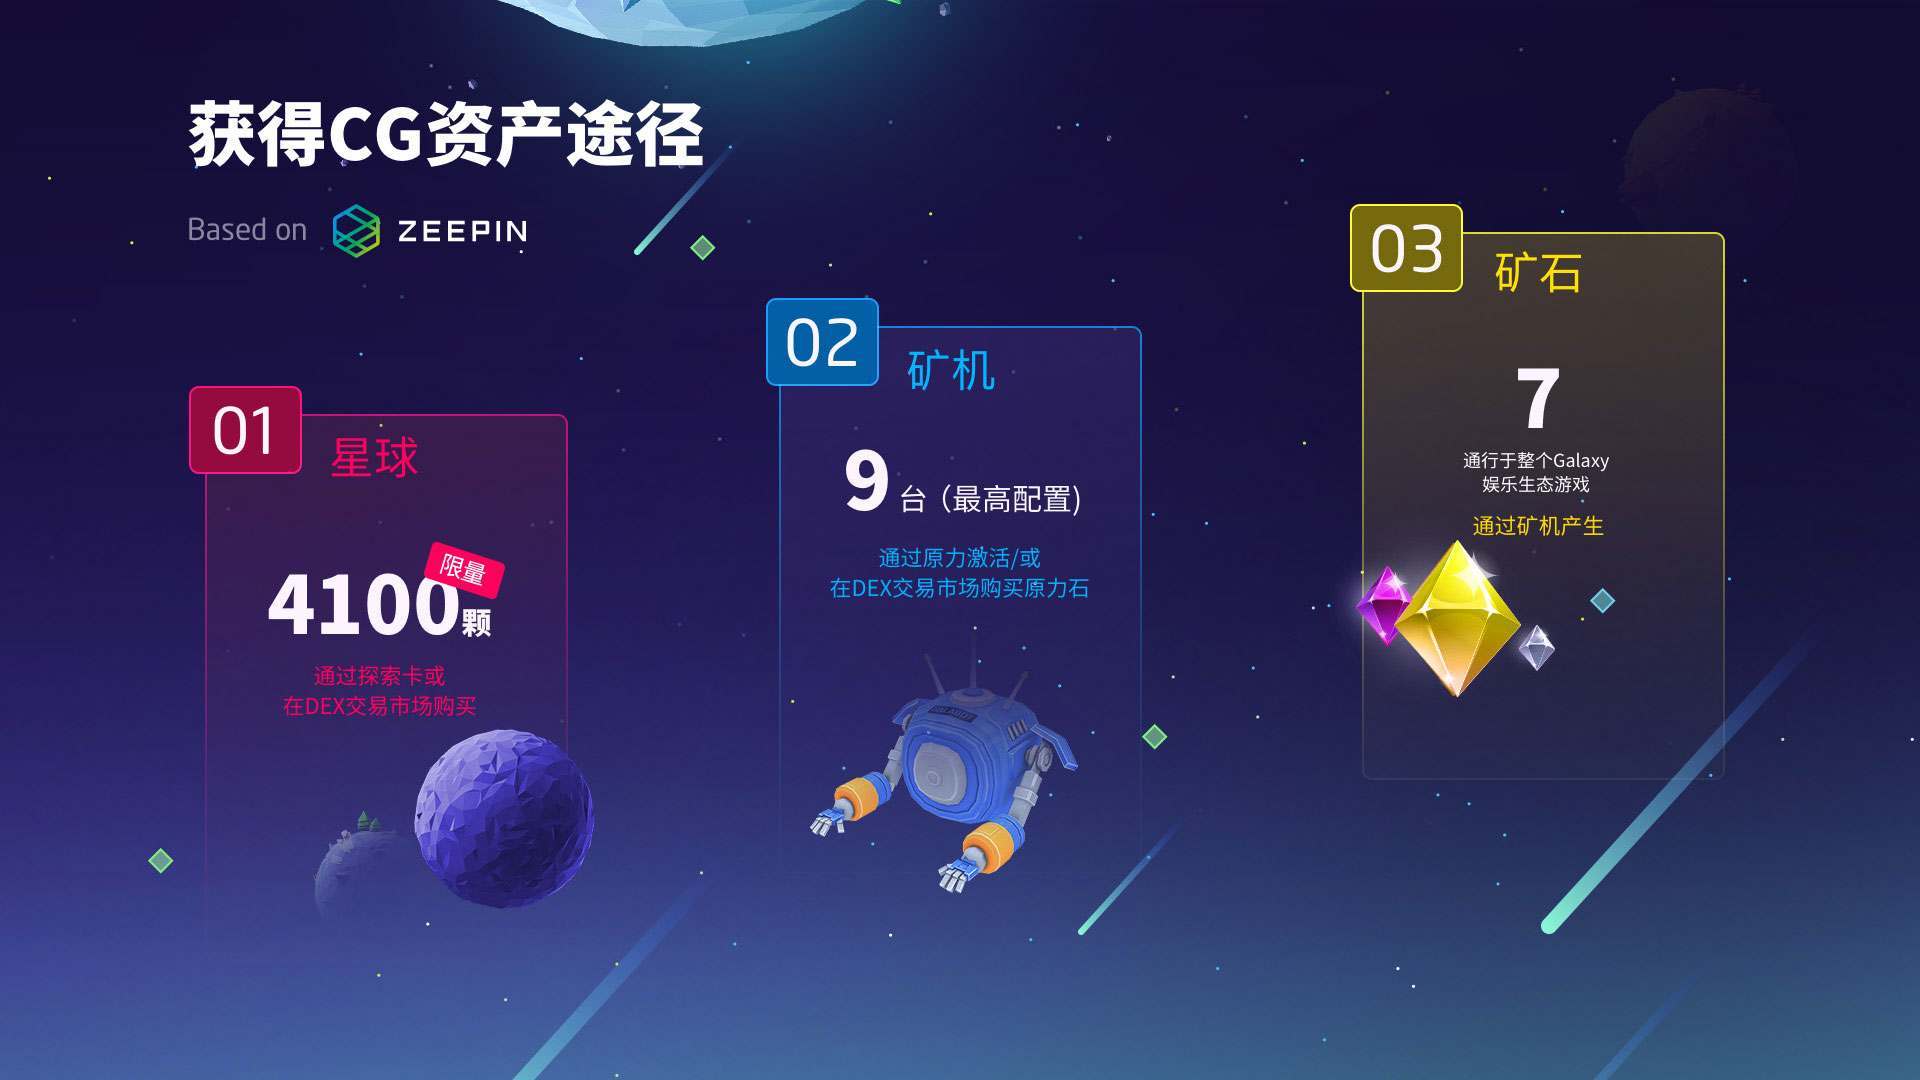 获得CG资产途径
Based on ZEEPIN
01
星球
限量
4100颗
通过探索卡或
在DEX交易市场购买
02
矿机
9台（最高配置)
通过原力激活/或
在DEX交易市场购买原力石
03
矿石
7
通行于整个Galaxy
娱乐生态游戏
通过矿机产生